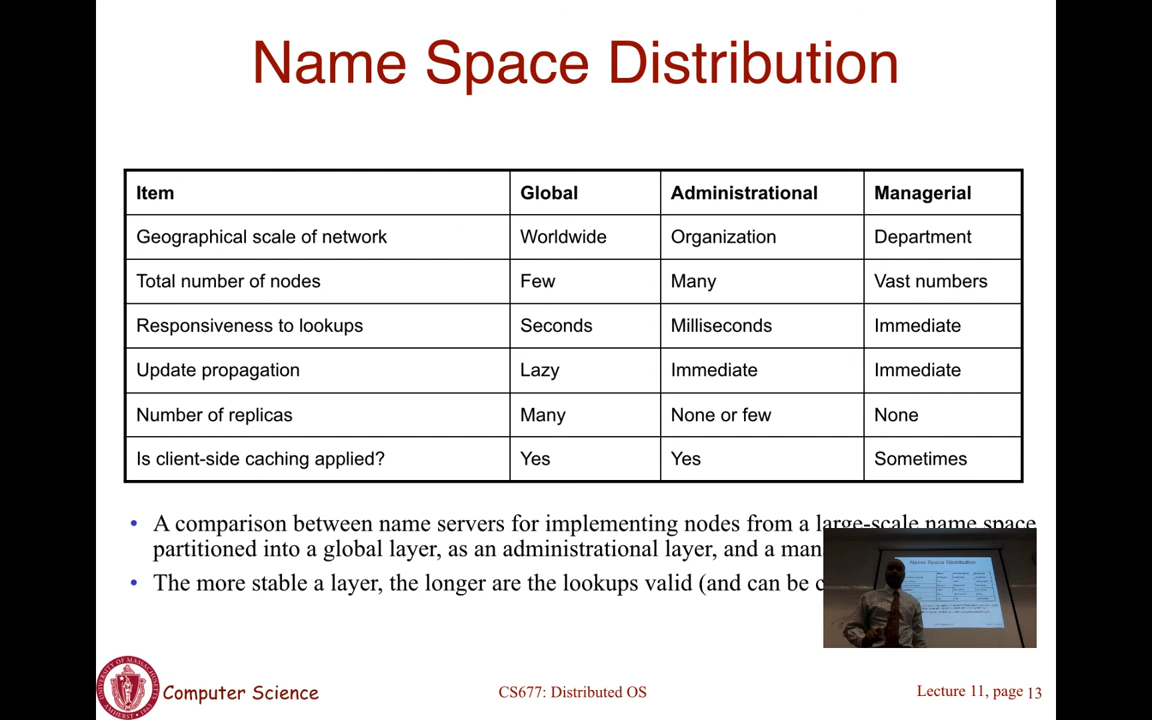 Name Space Distribution
Item Global Administrational Managerial
Geographical scale of network Worldwide Organization Department
Total number of nodes Few Many Vast numbers
Responsiveness to lookups Seconds Milliseconds Immediate
Update propagation Lazy Immediate Immediate
Number of replicas Many None or few None
Is client-side caching applied? Yes Yes Sometimes
• A comparison between name servers for implementing nodes from a large-scale name space
partitioned into a global layer, as an administrational layer, and a man
• The more stable a layer, the longer are the lookups valid (and can be c
Name Space Distribution
Computer Science
CS677: Distributed OS
Lecture 11, page 13